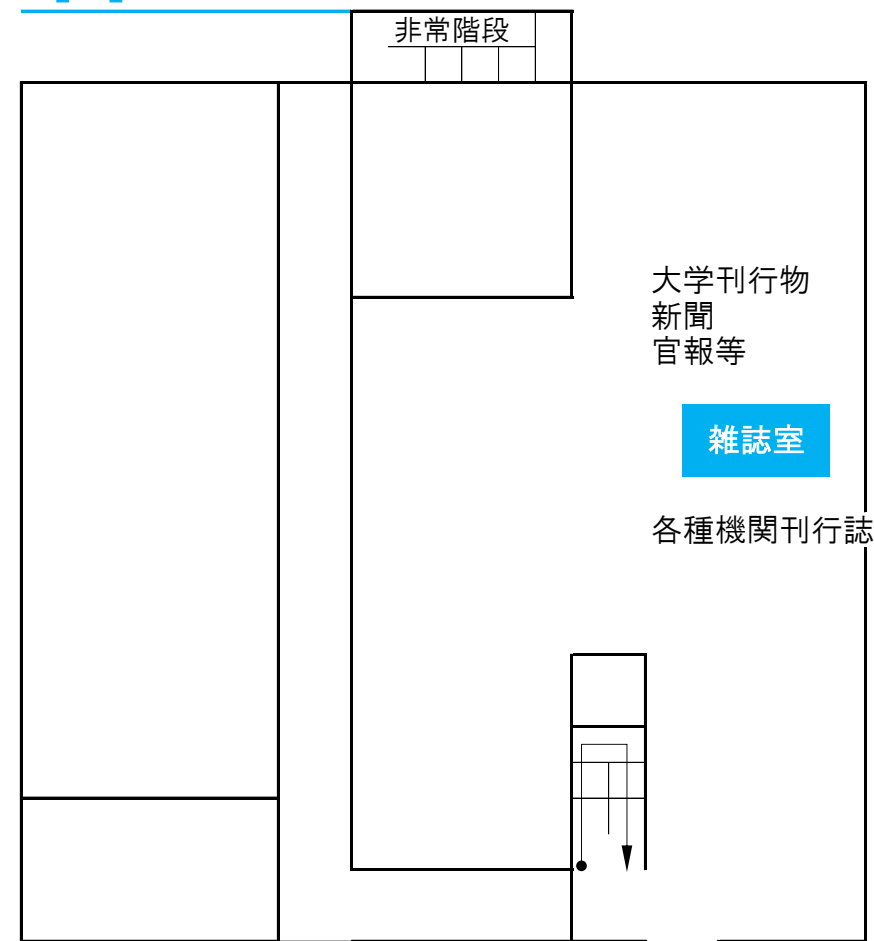 非常階段
大学刊行物
新聞
官報等
雑誌室
各種機関刊行誌